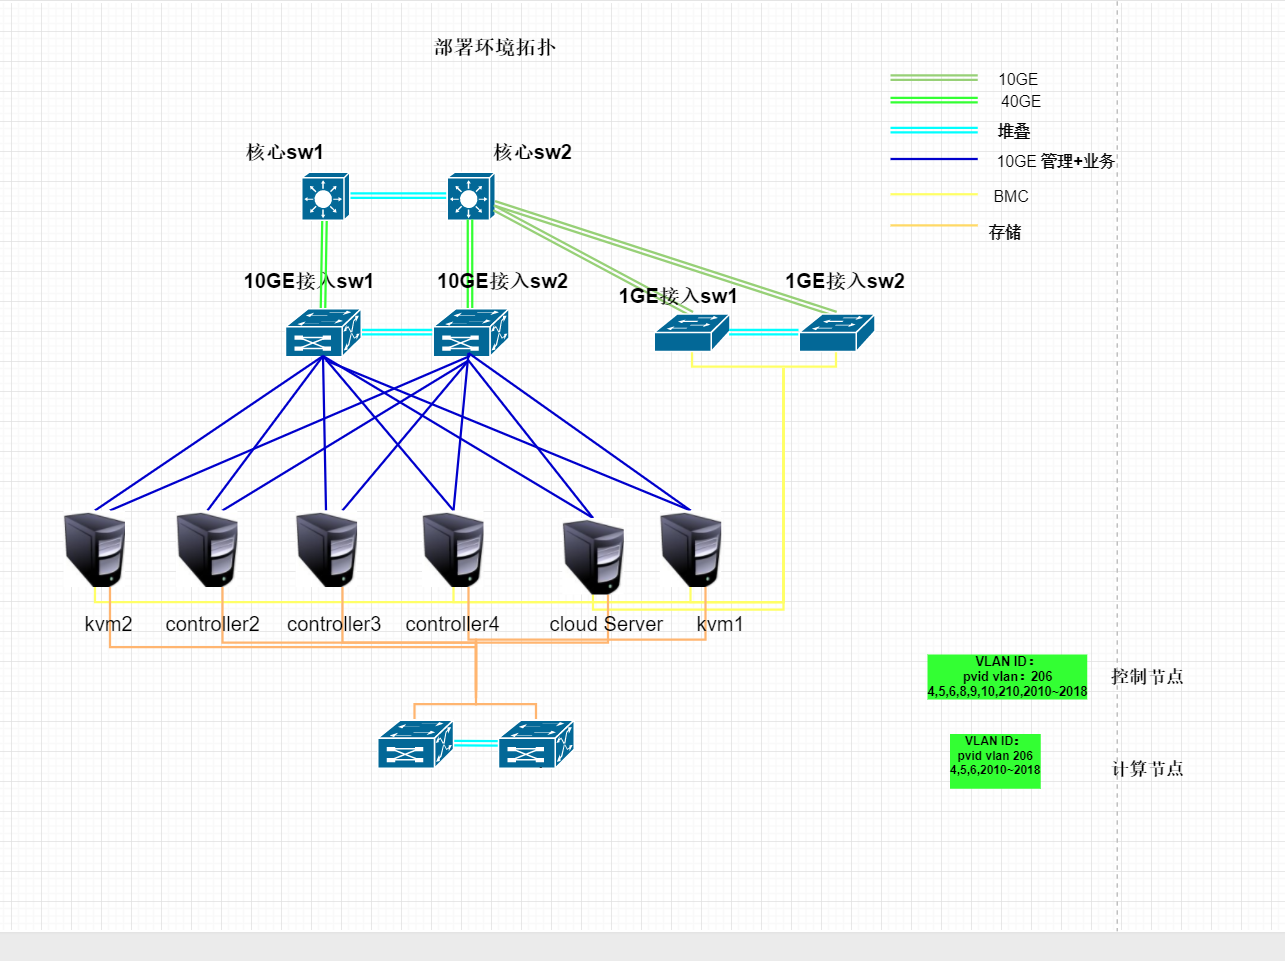 部署环境拓扑
10GE
40GE
堆叠
10GE 管理+业务
BMC
存储
核心sw1
核心sw2
10GE接入sw1
10GE接入sw2
1GE接入sw1
1GE接入sw2
kvm2
controller2
controller3
controller4
cloud Server
kvm1
VLAN ID：
pvid vlan：206
4,5,6,8,9,10,210,2010~2018
控制节点
VLAN ID：
pvid vlan 206
4,5,6,2010~2018
计算节点